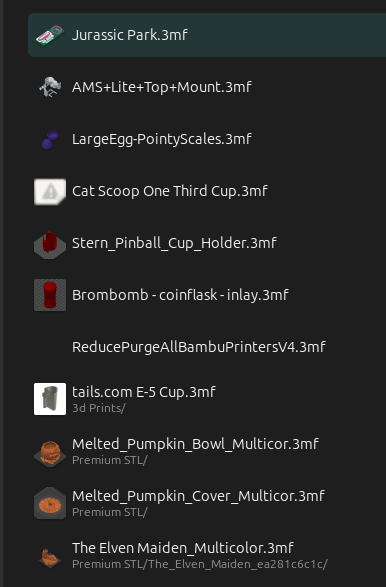 Jurassic Park.3mf
AMS+Lite+Top+Mount.3mf
LargeEgg-PointyScales.3mf
Cat Scoop One Third Cup.3mf
Stern_Pinball_Cup_Holder.3mf
Brombomb - coinflask - inlay.3mf
ReducePurgeAllBambuPrintersV4.3mf
tails.com E-5 Cup.3mf
3d Prints/
Melted_Pumpkin_Bowl_Multicor.3mf
Premium STL/
Melted_Pumpkin_Cover_Multicor.3mf
Premium STL/
The Elven Maiden_Multicolor.3mf
Premium STL/The_Elven_Maiden_ea281c6c1c/